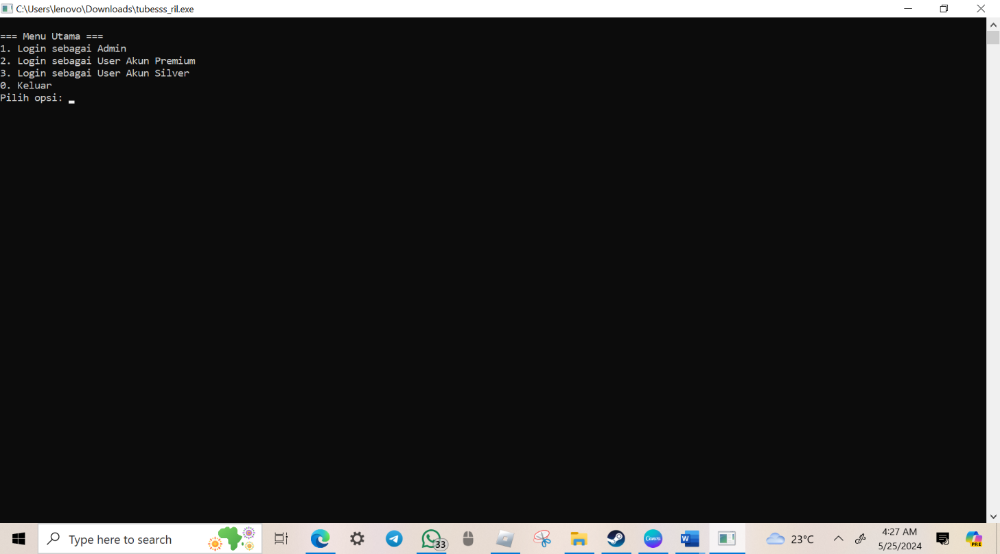 C:\Users\lenovo\Downloads\tubesss_ril.exe
=== Menu Utama ===
1. Login sebagai Admin
2. Login sebagai User Akun Premium
3. Login sebagai User Akun Silver
0. Keluar
Pilih opsi:
Type here to search
33
Canva
W
23°C
4:27 AM
5/25/2024
PRE